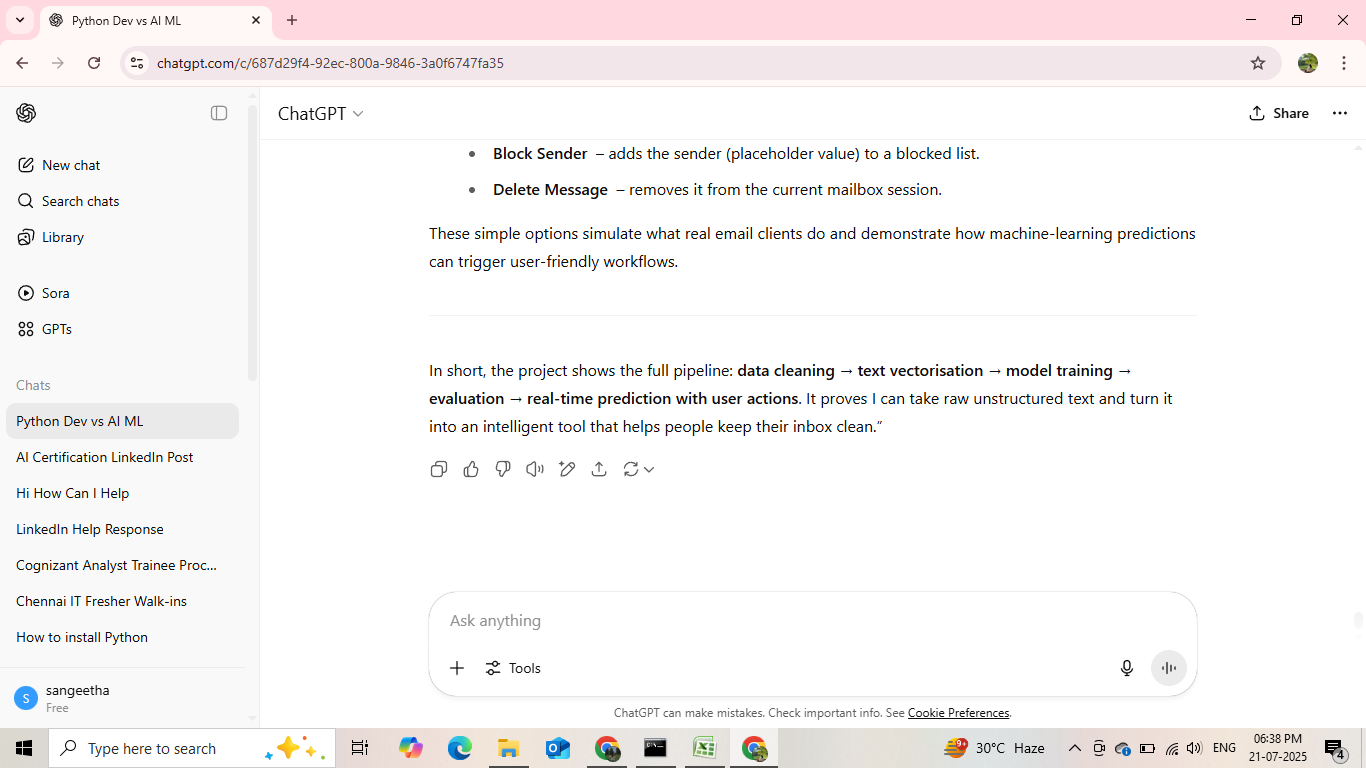 Python Dev vs AI ML
chatgpt.com/c/687d29f4-92ec-800a-9846-3a0f6747fa35
ChatGPT
Share
New chat
Search chats
Library
Sora
GPTs
Chats
Python Dev vs AI ML
AI Certification LinkedIn Post
Hi How Can I Help
LinkedIn Help Response
Cognizant Analyst Trainee Proc...
Chennai IT Fresher Walk-ins
How to install Python
S
sangeetha
Free
• Block Sender – adds the sender (placeholder value) to a blocked list.
• Delete Message – removes it from the current mailbox session.
These simple options simulate what real email clients do and demonstrate how machine-learning predictions
can trigger user-friendly workflows.
In short, the project shows the full pipeline: data cleaning → text vectorisation → model training →
evaluation → real-time prediction with user actions. It proves I can take raw unstructured text and turn it
into an intelligent tool that helps people keep their inbox clean.”
Ask anything
Tools
ChatGPT can make mistakes. Check important info. See Cookie Preferences.
Type here to search
9+
30°C Haze
ENG
06:38 PM
21-07-2025
4